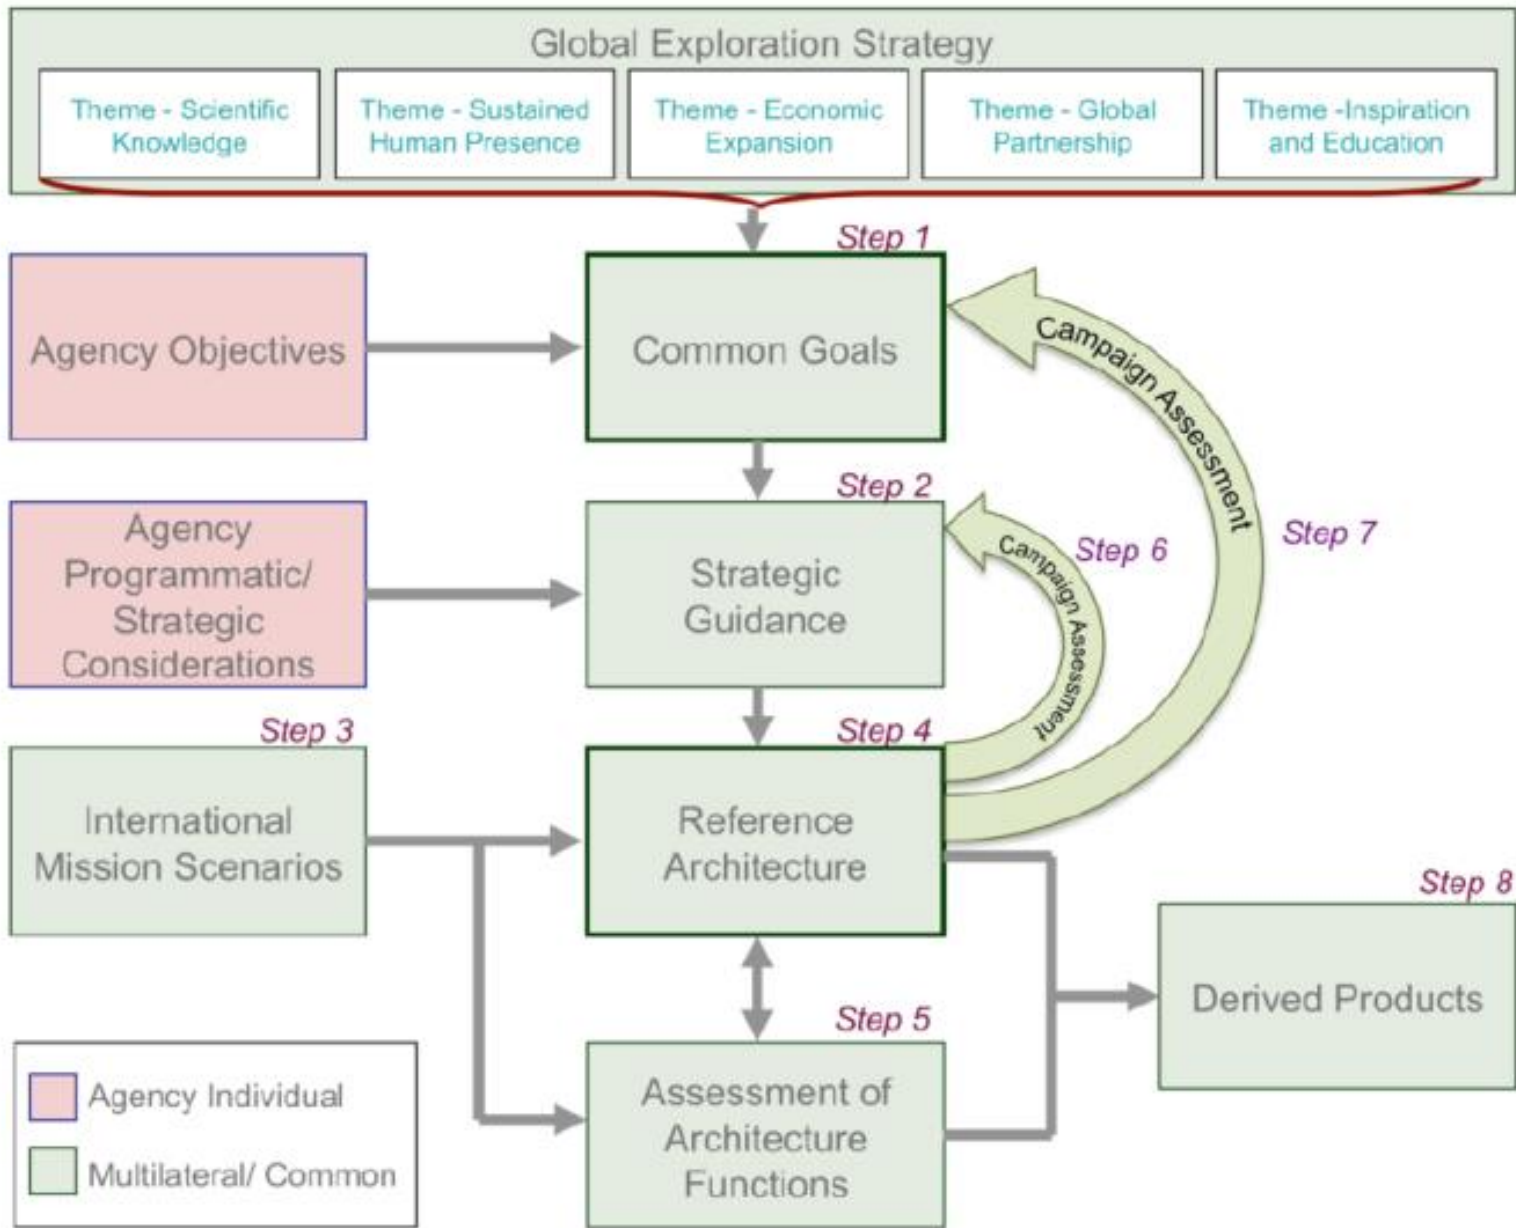 Global Exploration Strategy
Theme - Scientific
Knowledge
Theme - Sustained
Human Presence
Theme - Economic
Expansion
Theme - Global
Partnership
Theme -Inspiration
and Education
Step 1
Agency Objectives
Common Goals
Campaign Assessment
Step 7
Step 2
Agency
Programmatic/
Strategic
Considerations
Strategic
Guidance
Campaign Assessment
Step 6
Step 3
International
Mission Scenarios
Step 4
Reference
Architecture
Step 8
Derived Products
Step 5
Assessment of
Architecture
Functions
Agency Individual
Multilateral/ Common